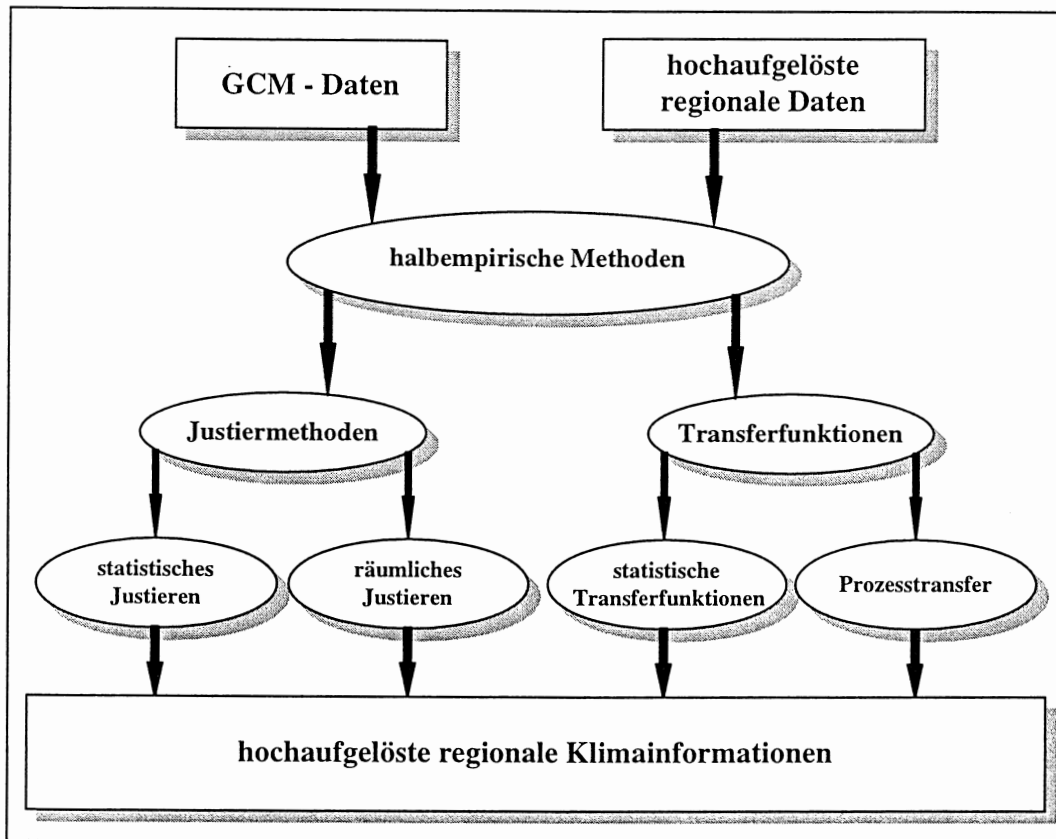 GCM - Daten
hochaufgelöste
regionale Daten
halbempirische Methoden
Justiermethoden
Transferfunktionen
statistisches
Justieren
räumliches
Justieren
statistische
Transferfunktionen
Prozesstransfer
hochaufgelöste regionale Klimainformationen